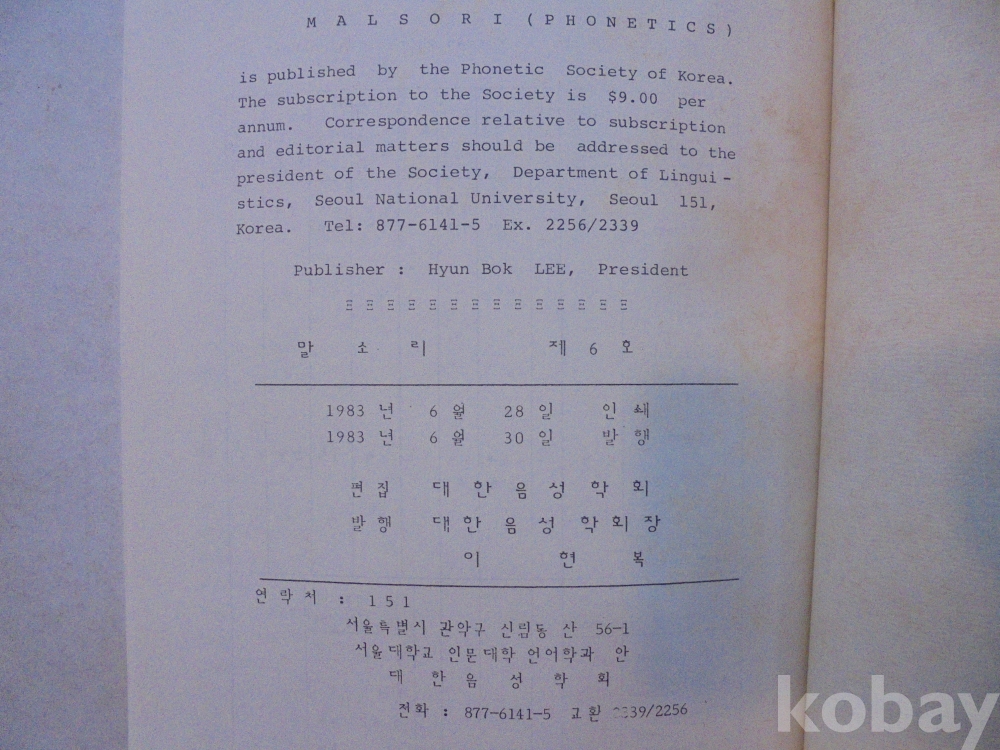 MALSORI (PHONETICS)
is published by the Phonetic Society of Korea.
The subscription to the Society is $9.00 per
annum. Correspondence relative to subscription
and editorial matters should be addressed to the
president of the Society, Department of Lingui-
stics, Seoul National University, Seoul 151,
Korea. Tel: 877-6141-5 Ex. 2256/2339
Publisher : Hyun Bok LEE, President
말 소 리 제 6 호
1983 년 6 월 28 일 인 쇄
1983 년 6 월 30 일 발 행
편 집 대 한 음 성 학 회
발 행 대 한 음 성 학 회 장
이 현 복
연 락 처 : 1 5 1
서울특별시 관악구 신림동 산 56-1
서울대학교 인문대학 언어학과 안
대 한 음 성 학 회
전화 : 877-6141-5 교환 2339/2256
kobay